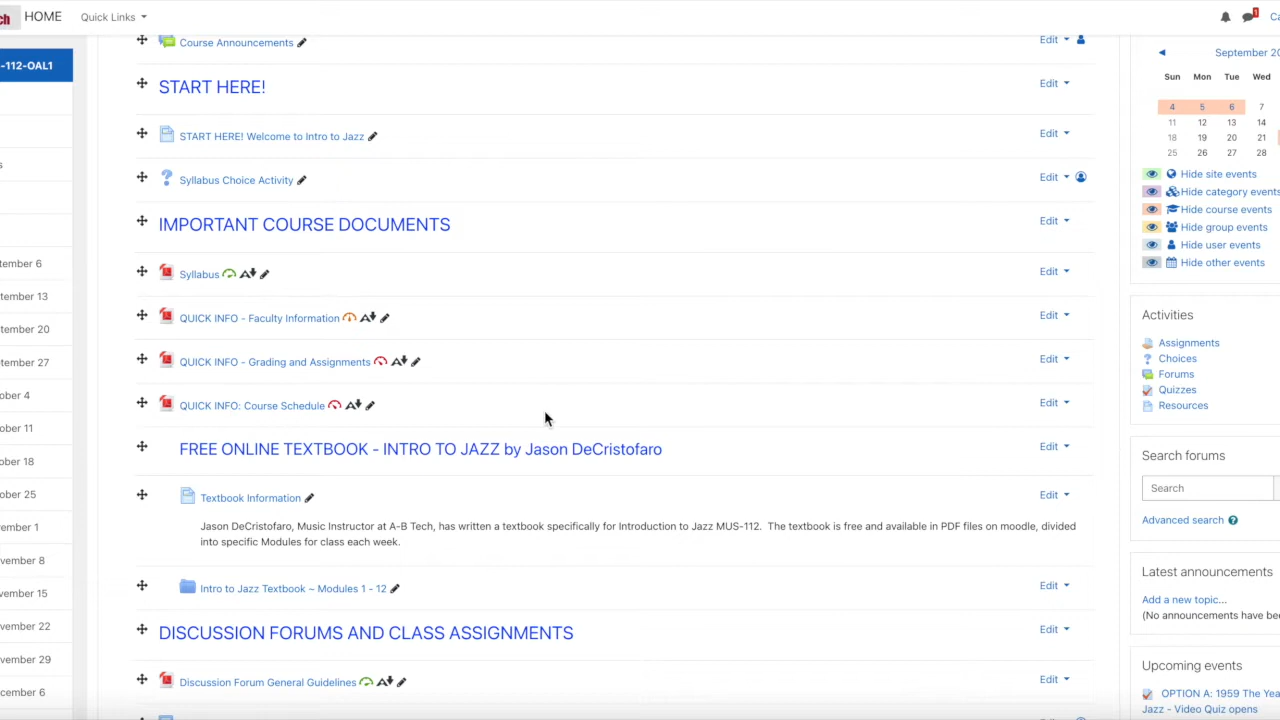 ch HOME Quick Links
1
Ca
-112-OAL1
s
tember 6
tember 13
tember 20
tember 27
ober 4
ober 11
ober 18
ober 25
vember 1
vember 8
vember 15
vember 22
vember 29
cember 6
Course Announcements
Edit
START HERE!
Edit
START HERE! Welcome to Intro to Jazz
Edit
Syllabus Choice Activity
Edit
IMPORTANT COURSE DOCUMENTS
Edit
Syllabus
Edit
QUICK INFO - Faculty Information
Edit
QUICK INFO - Grading and Assignments
Edit
QUICK INFO: Course Schedule
Edit
FREE ONLINE TEXTBOOK - INTRO TO JAZZ by Jason DeCristofaro
Edit
Textbook Information
Edit
Jason DeCristofaro, Music Instructor at A-B Tech, has written a textbook specifically for Introduction to Jazz MUS-112. The textbook is free and available in PDF files on moodle, divided
into specific Modules for class each week.
Intro to Jazz Textbook ~ Modules 1 - 12
Edit
DISCUSSION FORUMS AND CLASS ASSIGNMENTS
Edit
Discussion Forum General Guidelines
Edit
September 20
Sun Mon Tue Wed
4 5 6 7
11 12 13 14
18 19 20 21
25 26 27 28
Hide site events
Hide category events
Hide course events
Hide group events
Hide user events
Hide other events
Activities
Assignments
Choices
Forums
Quizzes
Resources
Search forums
Search
Advanced search
Latest announcements
Add a new topic...
(No announcements have bee
Upcoming events
OPTION A: 1959 The Yea
Jazz - Video Quiz opens